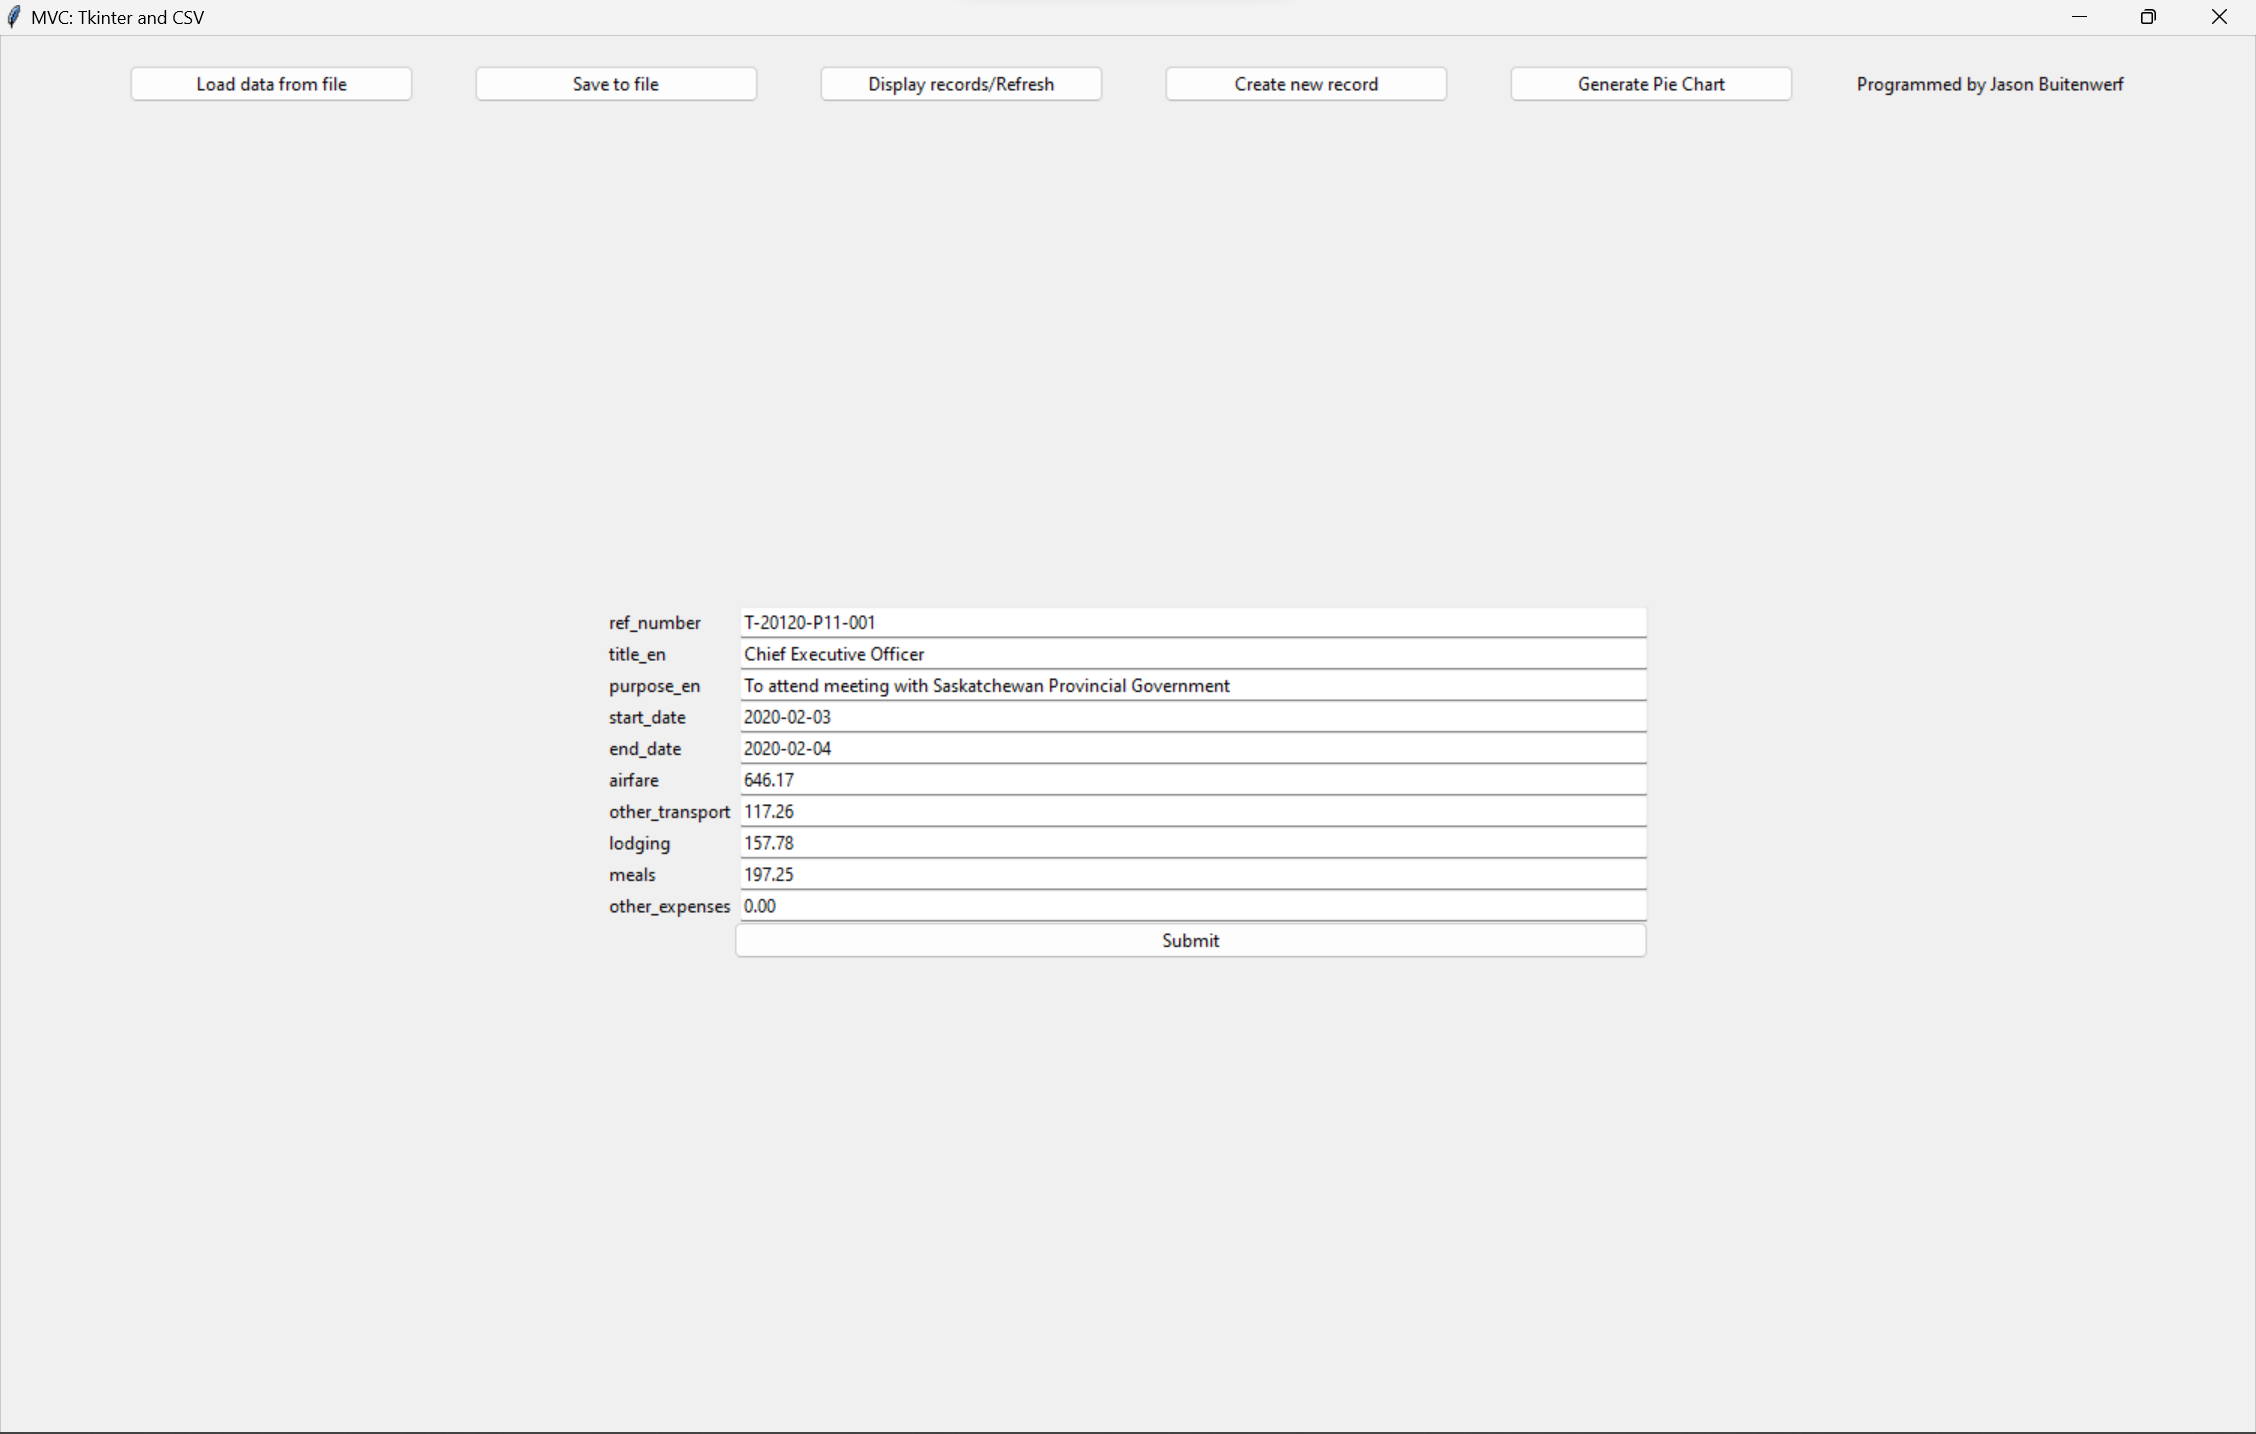 MVC: Tkinter and CSV
Load data from file Save to file Display records/Refresh Create new record Generate Pie Chart Programmed by Jason Buitenwerf
ref_number T-20120-P11-001
title_en Chief Executive Officer
purpose_en To attend meeting with Saskatchewan Provincial Government
start_date 2020-02-03
end_date 2020-02-04
airfare 646.17
other_transport 117.26
lodging 157.78
meals 197.25
other_expenses 0.00
Submit